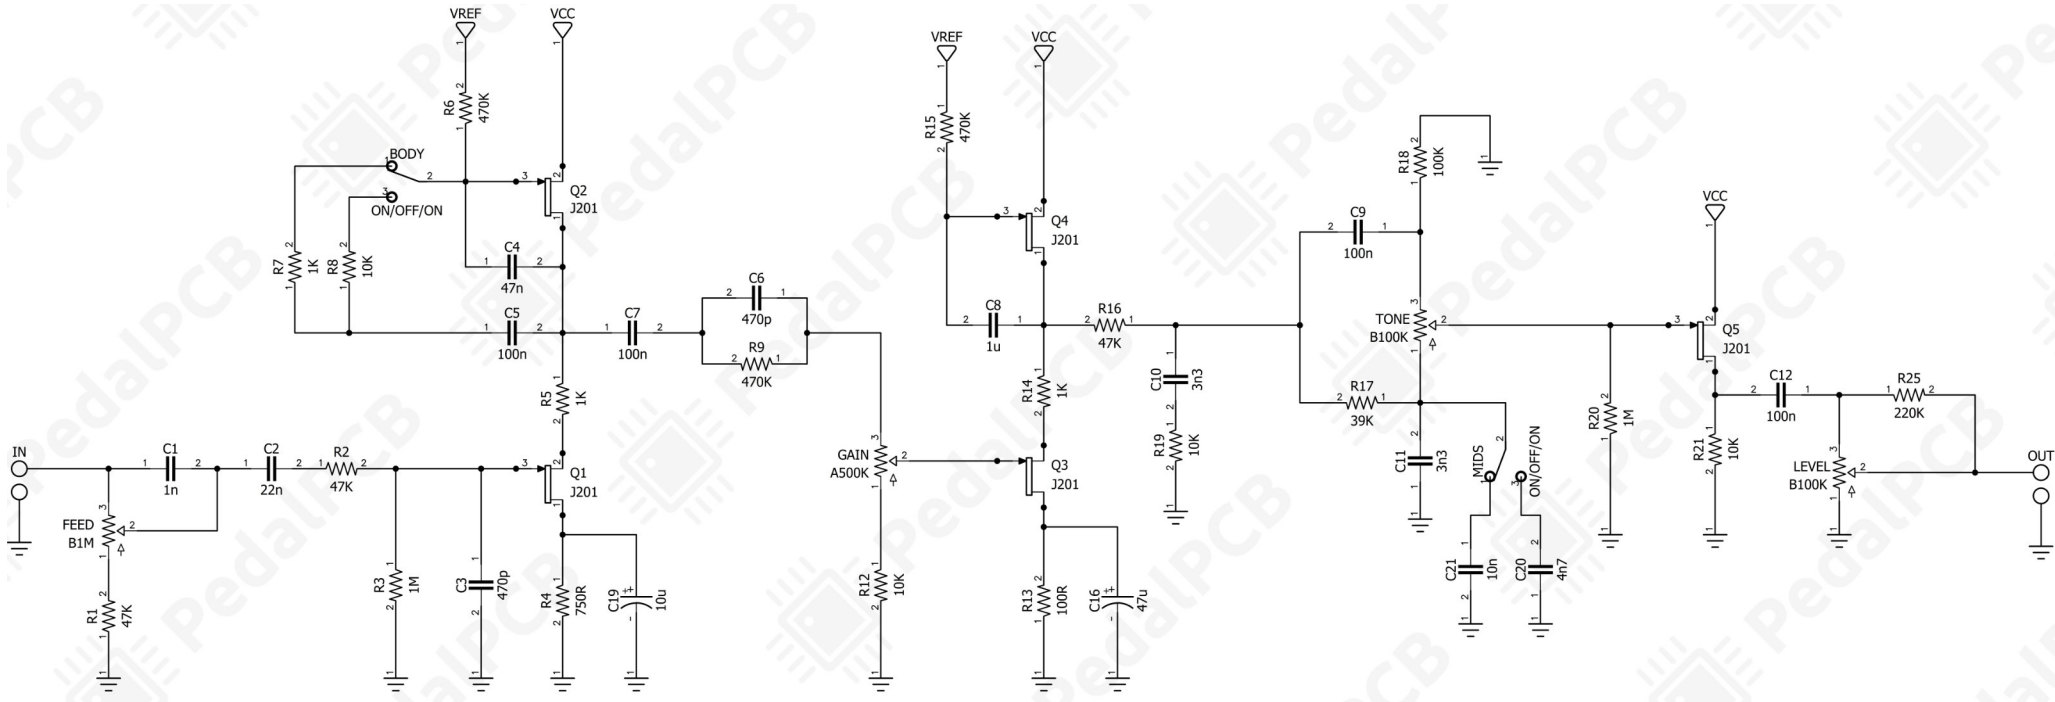 VREF
VCC
R6
470K
BODY
ON/OFF/ON
Q2
J201
R7
1K
R8
10K
C4
47n
C5
100n
C7
100n
C6
470p
R9
470K
R5
1K
IN
C1
1n
C2
22n
R2
47K
Q1
J201
FEED
B1M
R1
47K
R3
1M
C3
470p
R4
750R
C19
10u
GAIN
A500K
R12
10K
VREF
VCC
R15
470K
Q4
J201
C8
1u
R16
47K
R14
1K
Q3
J201
R13
100R
C16
47u
C10
3n3
R19
10K
C9
100n
R18
100K
TONE
B100K
R17
39K
C11
3n3
MIDS
ON/OFF/ON
C21
10n
C20
4n7
VCC
Q5
J201
R20
1M
R21
10K
C12
100n
R25
220K
LEVEL
B100K
OUT
PedalPCB